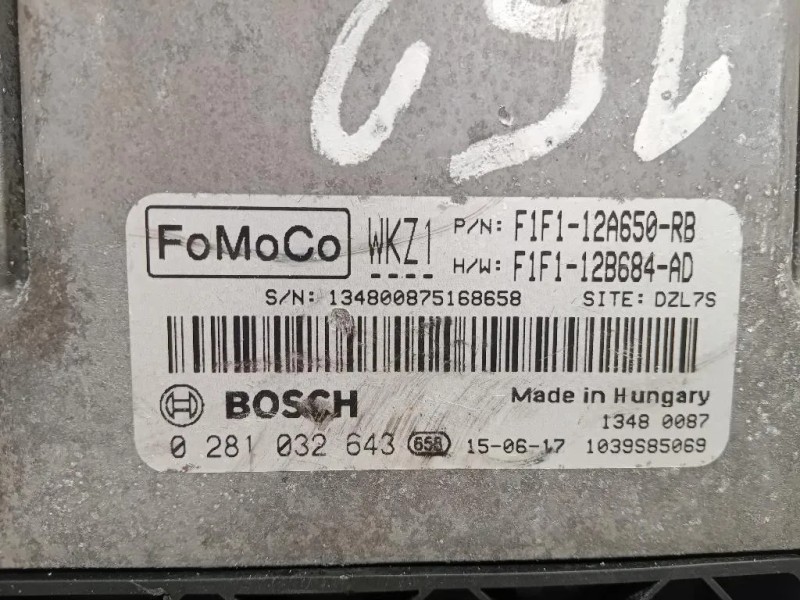 FoMoCo WKZ1 P/N: F1F1-12A650-RB
H/W: F1F1-12B684-AD
S/N: 134800875168658 SITE: DZL7S
BOSCH Made in Hungary
1348 0087
0 281 032 643 658 15-06-17 1039S85069